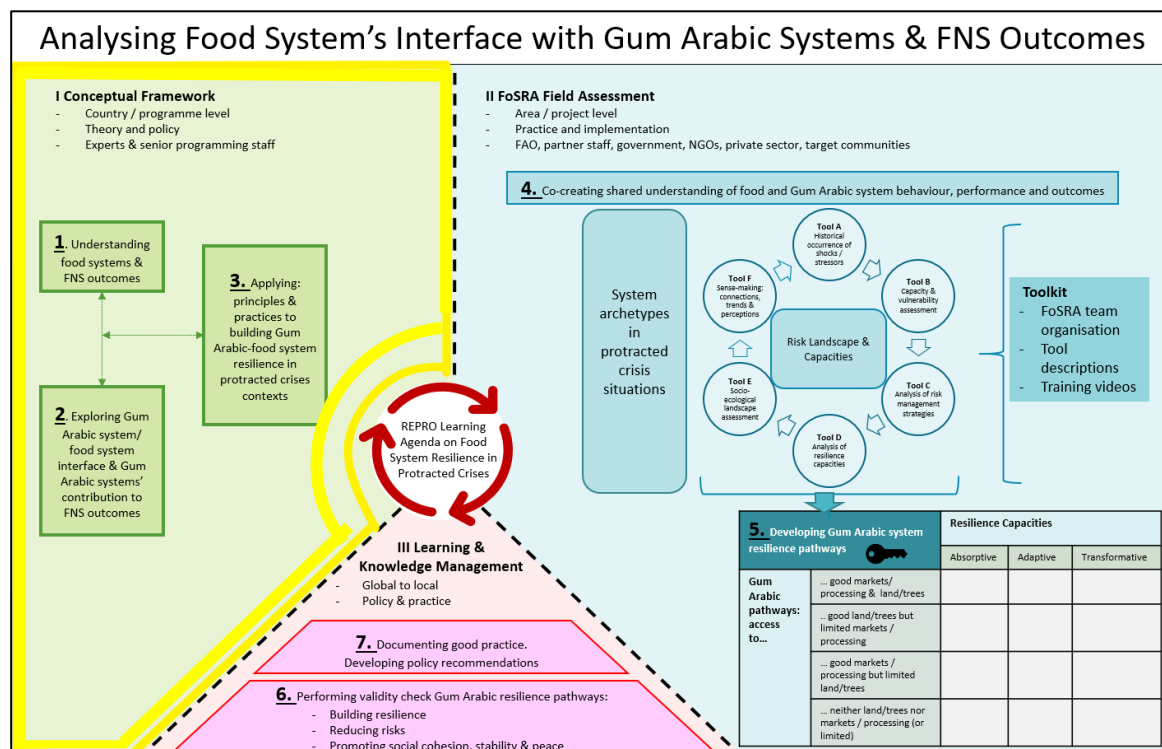 Analysing Food System's Interface with Gum Arabic Systems & FNS Outcomes
I Conceptual Framework
- Country / programme level
- Theory and policy
- Experts & senior programming staff
1. Understanding
food systems &
FNS outcomes
2. Exploring Gum
Arabic system/
food system
interface & Gum
Arabic systems'
contribution to
FNS outcomes
3. Applying:
principles &
practices to
building Gum
Arabic-food system
resilience in
protracted crises
contexts
REPRO Learning
Agenda on Food
System Resilience in
Protracted Crises
II FoSRA Field Assessment
- Area / project level
- Practice and implementation
- FAO, partner staff, government, NGOs, private sector, target communities
4. Co-creating shared understanding of food and Gum Arabic system behaviour, performance and outcomes
System
archetypes
in
protracted
crisis
situations
Tool A
Historical
occurrence of
shocks /
stressors
Tool B
Capacity &
vulnerability
assessment
Tool C
Analysis of risk
management
strategies
Tool D
Analysis of
resilience
capacities
Tool E
Socio-
ecological
landscape
assessment
Tool F
Sense-making:
connections,
trends &
perceptions
Risk Landscape &
Capacities
Toolkit
- FoSRA team
organisation
- Tool
descriptions
- Training videos
5. Developing Gum Arabic system
resilience pathways
Resilience Capacities
Absorptive Adaptive Transformative
Gum
Arabic
pathways:
access
to...
... good markets/
processing & land/trees
.. good land/trees but
limited markets /
processing
... good markets /
processing but limited
land/trees
... neither land/trees nor
markets / processing (or
limited)
III Learning &
Knowledge Management
- Global to local
- Policy & practice
7. Documenting good practice.
Developing policy recommendations
6. Performing validity check Gum Arabic resilience pathways:
- Building resilience
- Reducing risks
- Promoting social cohesion, stability & peace